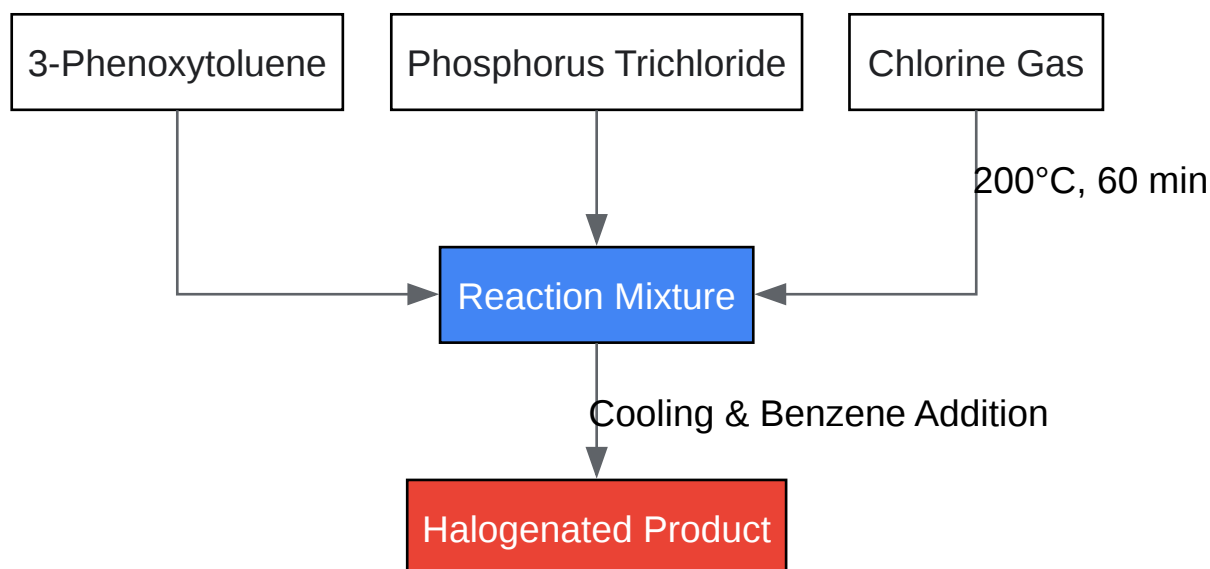 3-Phenoxytoluene
Phosphorus Trichloride
Chlorine Gas
200°C, 60 min
Reaction Mixture
Cooling & Benzene Addition
Halogenated Product